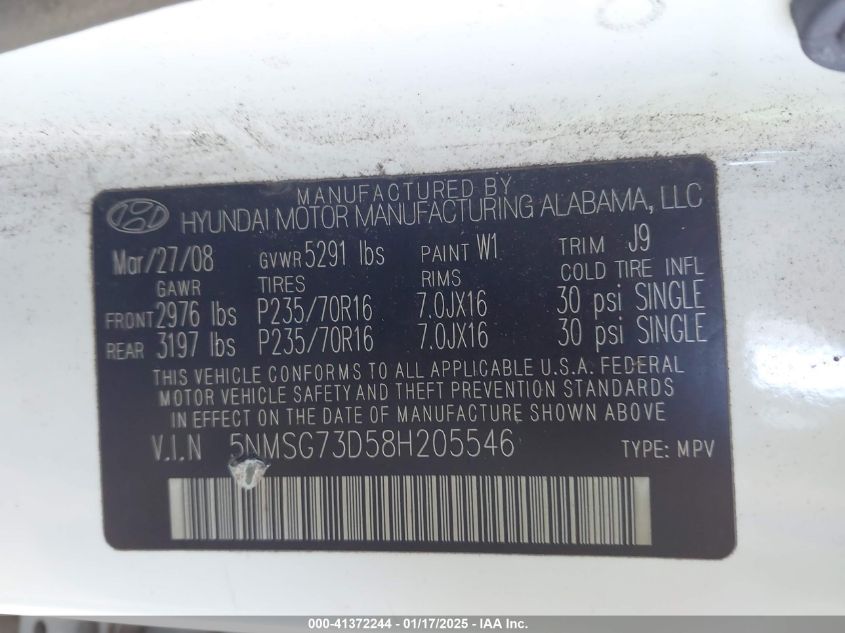 MANUFACTURED BY
HYUNDAI MOTOR MANUFACTURING ALABAMA, LLC
Mar/27/08 GVWR 5291 lbs PAINT W1 TRIM J9
GAWR TIRES RIMS COLD TIRE INFL
FRONT 2976 lbs P235/70R16 7.0JX16 30 psi SINGLE
REAR 3197 lbs P235/70R16 7.0JX16 30 psi SINGLE
THIS VEHICLE CONFORMS TO ALL APPLICABLE U.S.A. FEDERAL
MOTOR VEHICLE SAFETY AND THEFT PREVENTION STANDARDS
IN EFFECT ON THE DATE OF MANUFACTURE SHOWN ABOVE
V.I.N 5NMSG73D58H205546 TYPE: MPV
000-41372244 - 01/17/2025 - IAA Inc.